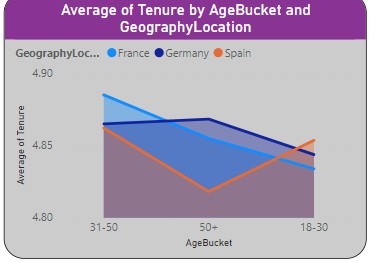 Average of Tenure by AgeBucket and
GeographyLocation
GeographyLoc... France Germany Spain
4.90
4.85
4.80
Average of Tenure
31-50 50+ 18-30
AgeBucket